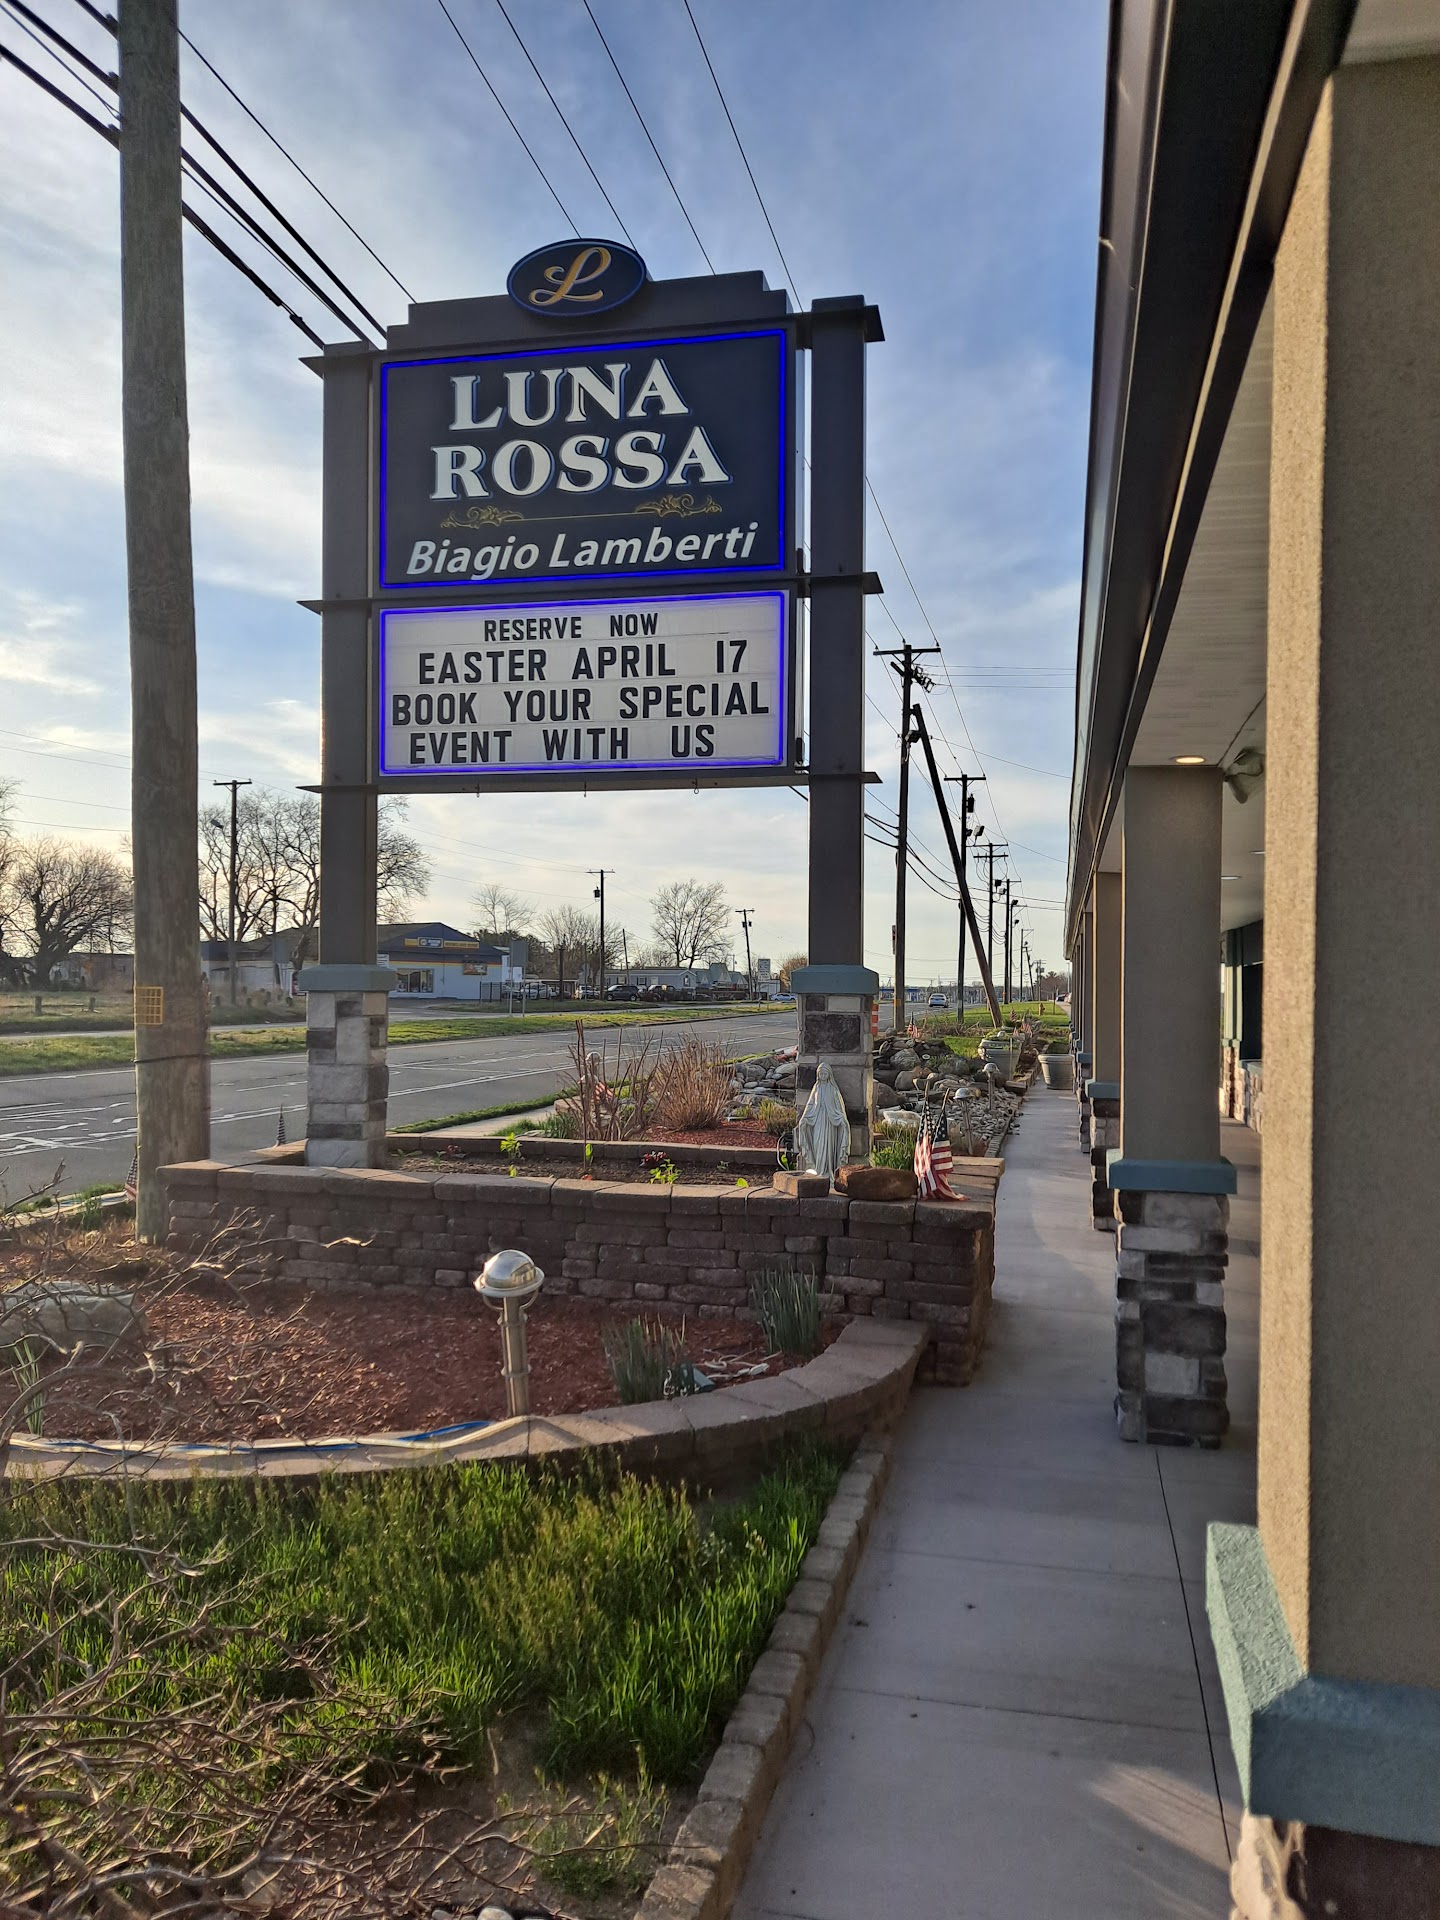 L
LUNA
ROSSA
Biagio Lamberti
RESERVE NOW
EASTER APRIL 17
BOOK YOUR SPECIAL
EVENT WITH US